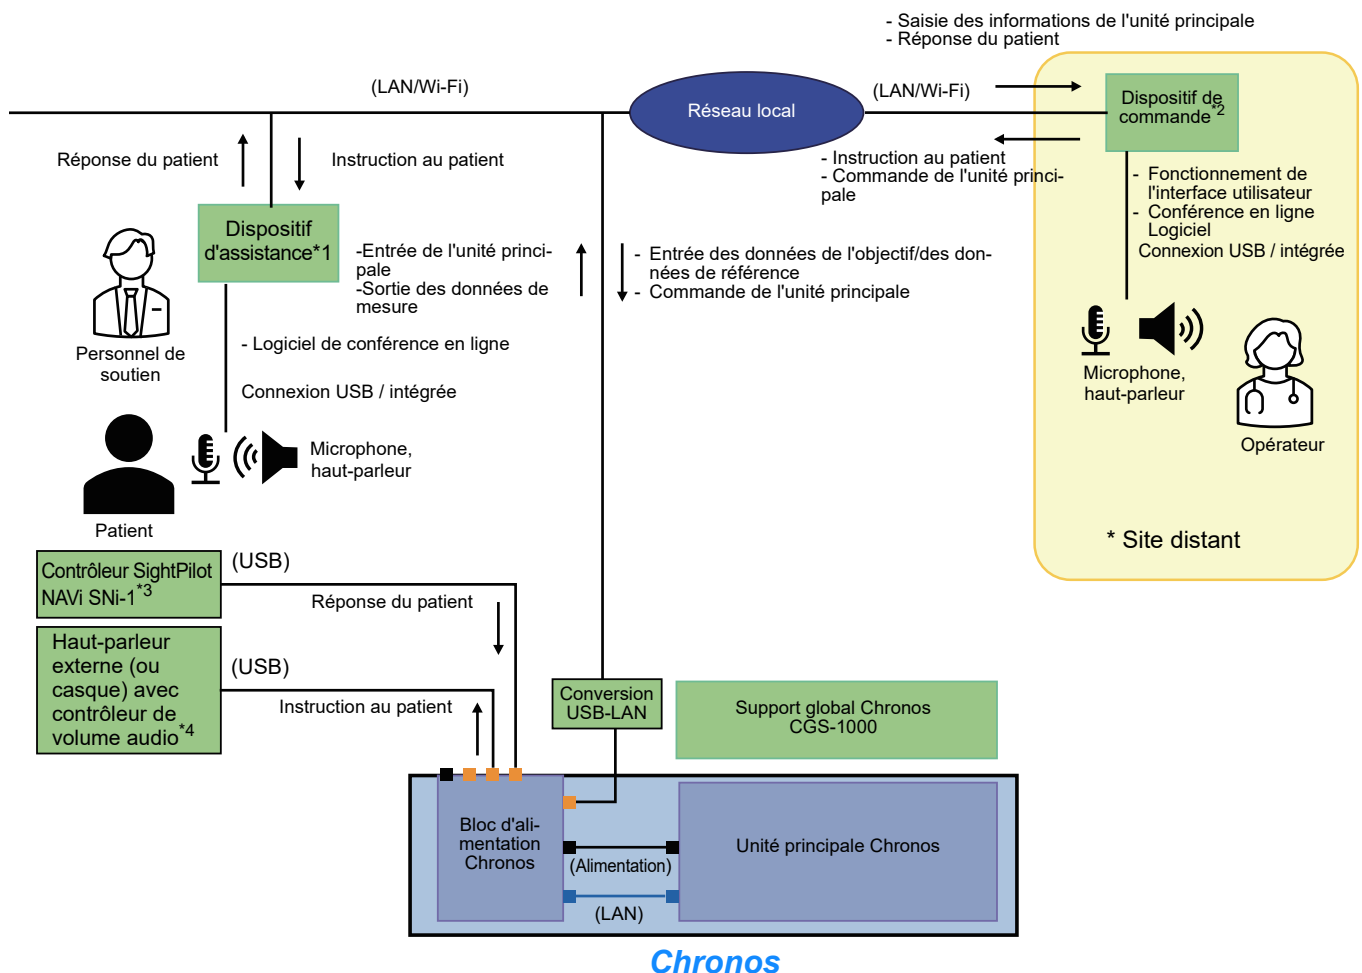 - Saisie des informations de l'unité principale
- Réponse du patient
(LAN/Wi-Fi)
Réseau local
(LAN/Wi-Fi)
Dispositif de
commande*2
Réponse du patient
Instruction au patient
- Instruction au patient
- Commande de l'unité princi-
pale
- Fonctionnement de
l'interface utilisateur
- Conférence en ligne
Logiciel
Connexion USB / intégrée
Dispositif
d'assistance*1
-Entrée de l'unité princi-
pale
-Sortie des données de
mesure
- Entrée des données de l'objectif/des don-
nées de référence
- Commande de l'unité principale
Personnel de
soutien
- Logiciel de conférence en ligne
Connexion USB / intégrée
Microphone,
haut-parleur
Opérateur
Microphone,
haut-parleur
Patient
* Site distant
Contrôleur SightPilot
NAVi SNi-1*3
(USB)
Réponse du patient
Haut-parleur
externe (ou
casque) avec
contrôleur de
volume audio*4
(USB)
Instruction au patient
Conversion
USB-LAN
Support global Chronos
CGS-1000
Bloc d'ali-
mentation
Chronos
(Alimentation)
(LAN)
Unité principale Chronos
Chronos